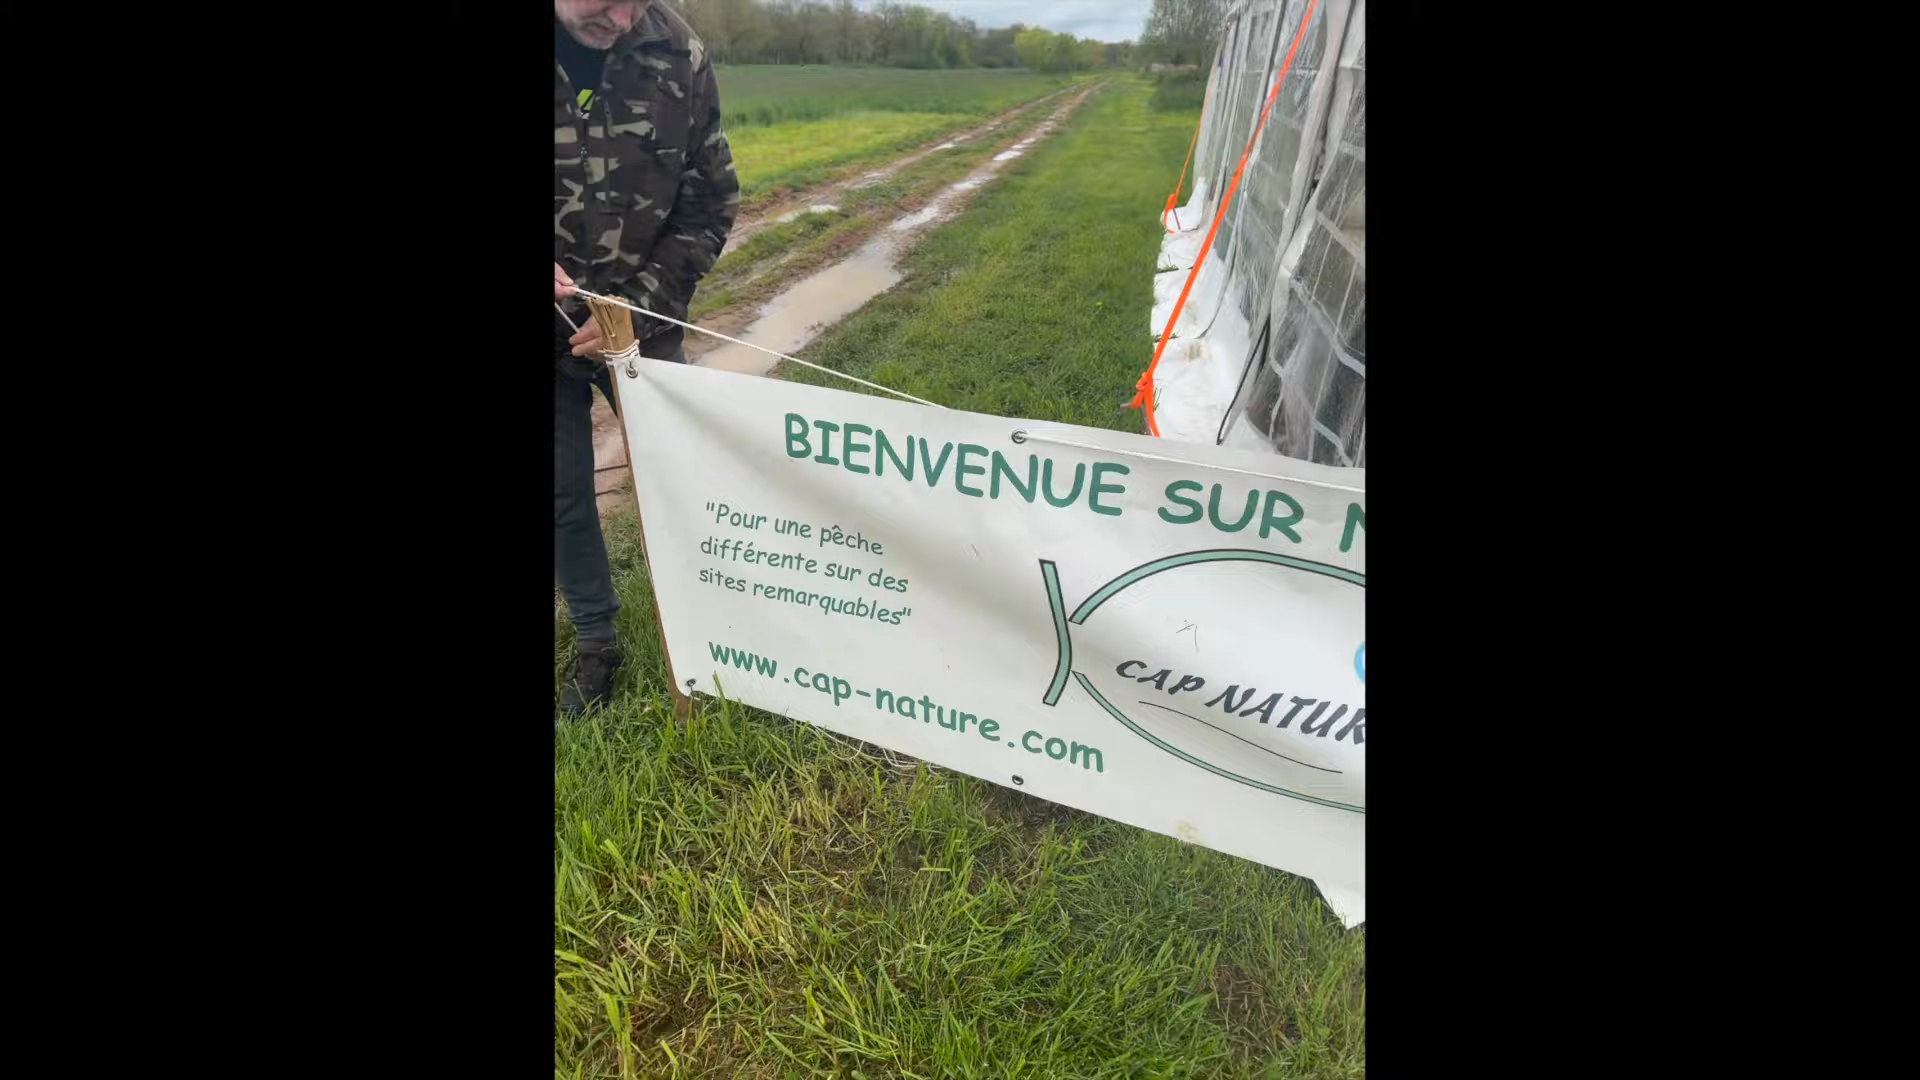 BIENVENUE SUR
"Pour une pêche
différente sur des
sites remarquables"
www.cap-nature.com
CAP NATUR